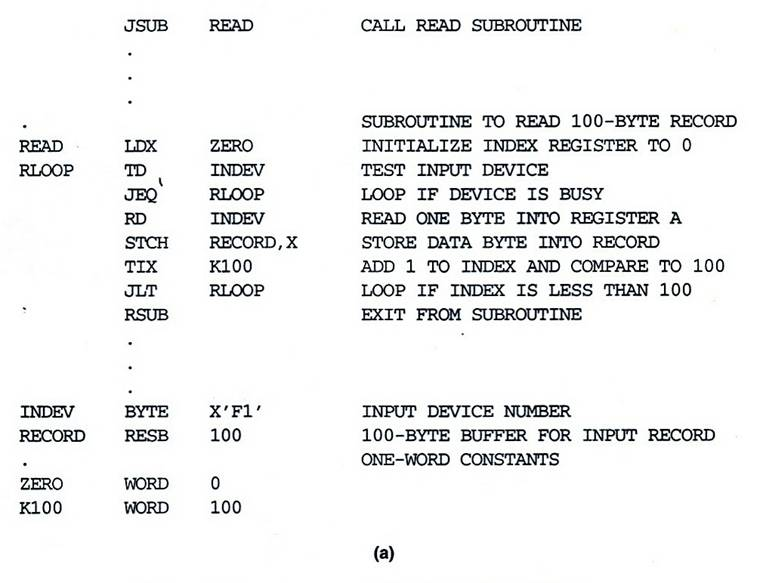 JSUB READ CALL READ SUBROUTINE
.
.
.
. SUBROUTINE TO READ 100-BYTE RECORD
READ LDX ZERO INITIALIZE INDEX REGISTER TO 0
RLOOP TD INDEV TEST INPUT DEVICE
JEQ RLOOP LOOP IF DEVICE IS BUSY
RD INDEV READ ONE BYTE INTO REGISTER A
STCH RECORD,X STORE DATA BYTE INTO RECORD
TIX K100 ADD 1 TO INDEX AND COMPARE TO 100
JLT RLOOP LOOP IF INDEX IS LESS THAN 100
RSUB EXIT FROM SUBROUTINE
.
.
.
INDEV BYTE X'F1' INPUT DEVICE NUMBER
RECORD RESB 100 100-BYTE BUFFER FOR INPUT RECORD
. ONE-WORD CONSTANTS
ZERO WORD 0
K100 WORD 100
(a)